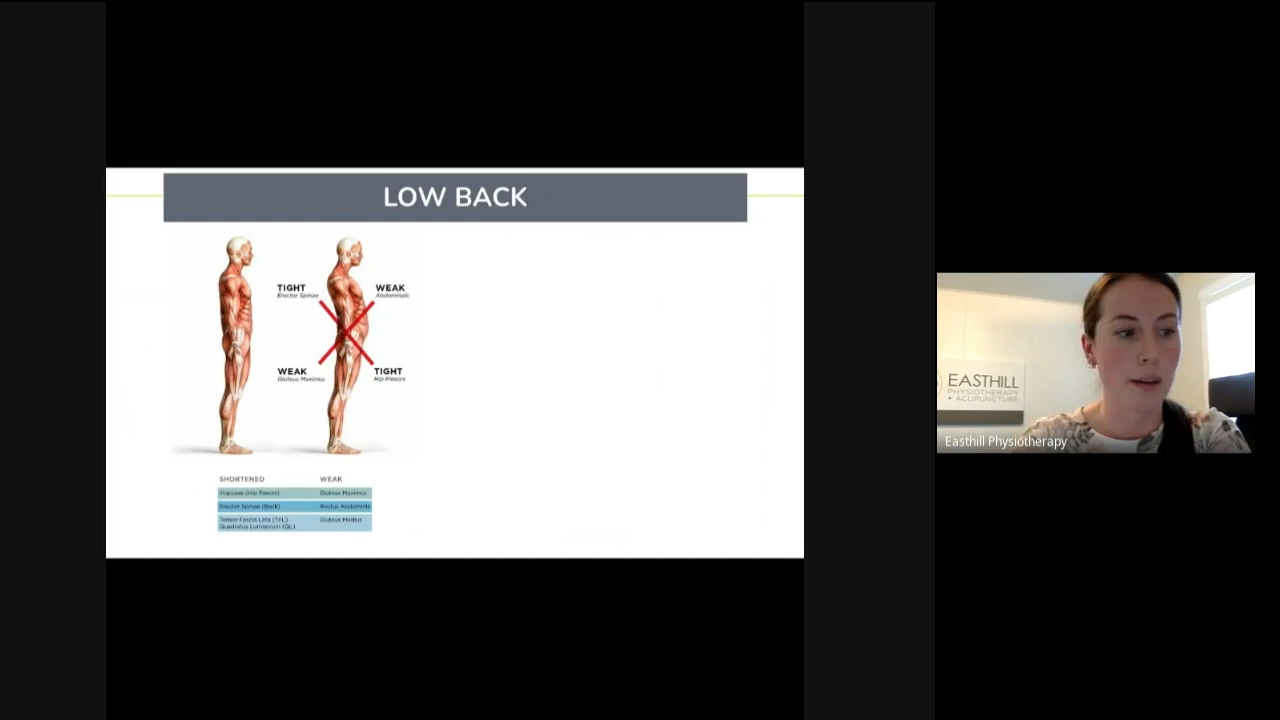 LOW BACK
TIGHT
Erector Spinae
WEAK
Abdominals
WEAK
Gluteus Maximus
TIGHT
Hip Flexors
SHORTENED WEAK
Iliopsoas (Hip flexors) Gluteus Maximus
Erector Spinae (Back) Rectus Abdominis
Tensor Fascia Lata (TFL) Gluteus Medius
Quadratus Lumborum (QL)
EASTHILL
PHYSIOTHERAPY
+ ACUPUNCTURE
Easthill Physiotherapy